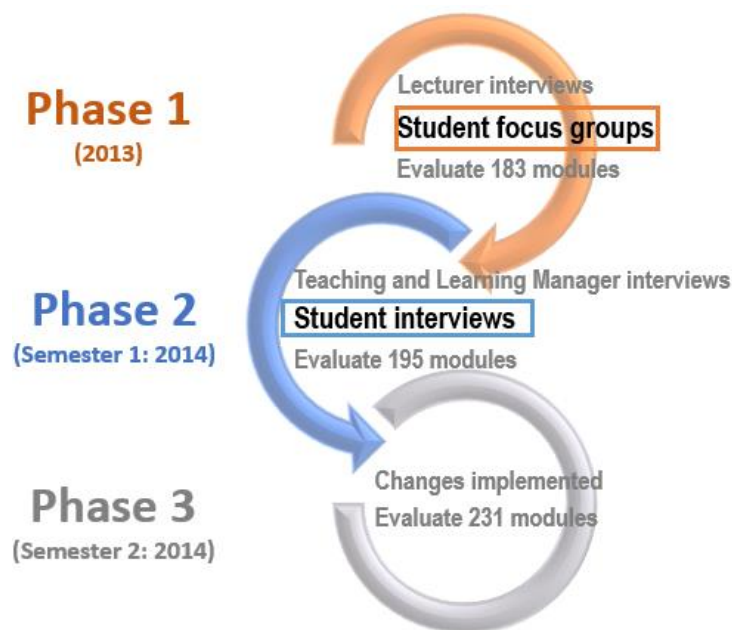 Phase 1
(2013)
Lecturer interviews
Student focus groups
Evaluate 183 modules
Phase 2
(Semester 1: 2014)
Teaching and Learning Manager interviews
Student interviews
Evaluate 195 modules
Phase 3
(Semester 2: 2014)
Changes implemented
Evaluate 231 modules